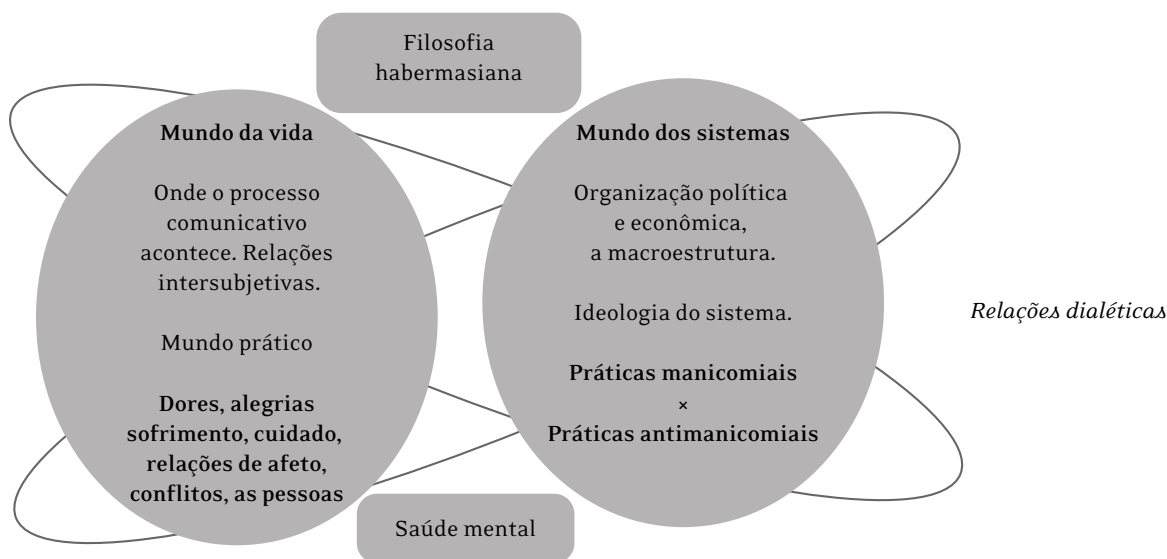 Filosofia
habermasiana
Mundo da vida
Onde o processo
comunicativo
acontece. Relações
intersubjetivas.
Mundo prático
Dores, alegrias
sofrimento, cuidado,
relações de afeto,
conflitos, as pessoas
Mundo dos sistemas
Organização política
e econômica,
a macroestrutura.
Ideologia do sistema.
Práticas manicomiais
×
Práticas antimanicomiais
Relações dialéticas
Saúde mental